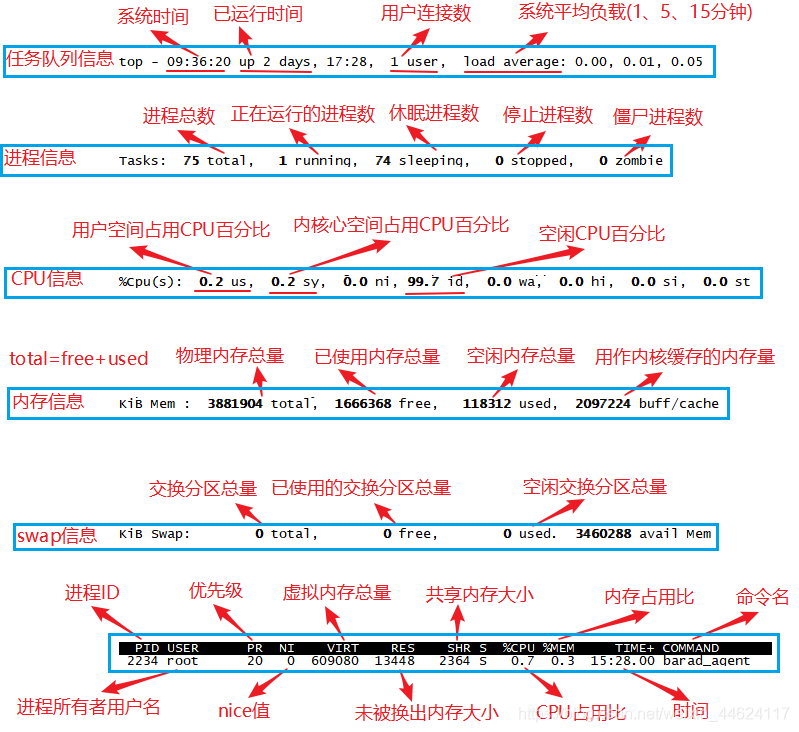 系统时间 已运行时间 用户连接数 系统平均负载(1、5、15分钟)
任务队列信息 top - 09:36:20 up 2 days, 17:28, 1 user, load average: 0.00, 0.01, 0.05
进程总数 正在运行的进程数 休眠进程数 停止进程数 僵尸进程数
进程信息 Tasks: 75 total, 1 running, 74 sleeping, 0 stopped, 0 zombie
用户空间占用CPU百分比 内核心空间占用CPU百分比 空闲CPU百分比
CPU信息 %Cpu(s): 0.2 us, 0.2 sy, 0.0 ni, 99.7 id, 0.0 wa, 0.0 hi, 0.0 si, 0.0 st
total=free+used 物理内存总量 已使用内存总量 空闲内存总量 用作内核缓存的内存量
内存信息 KiB Mem : 3881904 total, 1666368 free, 118312 used, 2097224 buff/cache
交换分区总量 已使用的交换分区总量 空闲交换分区总量
swap信息 KiB Swap: 0 total, 0 free, 0 used. 3460288 avail Mem
进程ID 优先级 虚拟内存总量 共享内存大小 内存占用比 命令名
PID USER PR NI VIRT RES SHR S %CPU %MEM TIME+ COMMAND
2234 root 20 0 609080 13448 2364 S 0.7 0.3 15:28.00 barad_agent
进程所有者用户名 nice值 未被换出内存大小 CPU占用比 时间